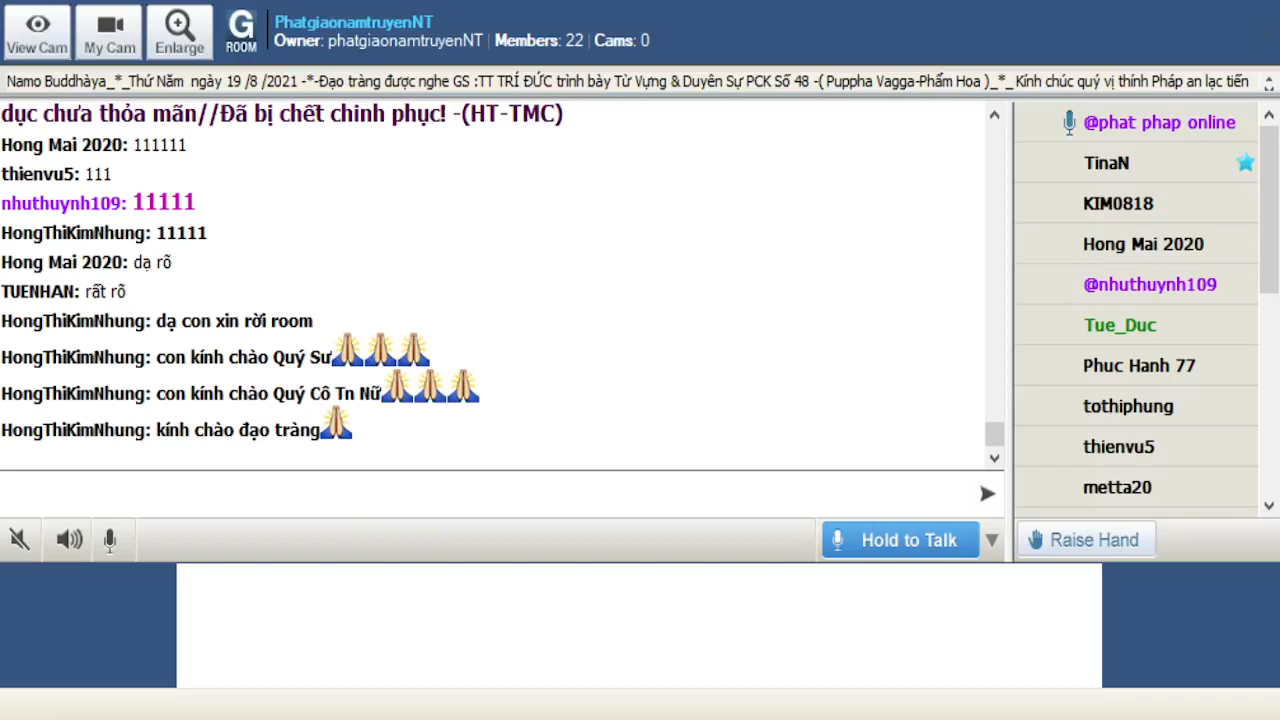 View Cam
My Cam
Enlarge
G
ROOM
PhatgiaonamtruyenNT
Owner: phatgiaonamtruyenNT | Members: 22 | Cams: 0
Namo Buddhàya_*_Thứ Năm ngày 19 /8 /2021 -*-Đạo tràng được nghe GS :TT TRÍ ĐỨC trình bày Từ Vựng & Duyên Sự PCK Số 48 -( Puppha Vagga-Phẩm Hoa )_*_Kính chúc quý vị thính Pháp an lạc tiến
dục chưa thỏa mãn//Đã bị chết chinh phục! -(HT-TMC)
Hong Mai 2020: 111111
thienvu5: 111
nhuthuynh109: 11111
HongThiKimNhung: 11111
Hong Mai 2020: dạ rõ
TUENHAN: rất rõ
HongThiKimNhung: dạ con xin rời room
HongThiKimNhung: con kính chào Quý Sư🙏🙏🙏
HongThiKimNhung: con kính chào Quý Cô Tn Nữ🙏🙏🙏
HongThiKimNhung: kính chào đạo tràng🙏
@phat phap online
TinaN
KIM0818
Hong Mai 2020
@nhuthuynh109
Tue_Duc
Phuc Hanh 77
tothiphung
thienvu5
metta20
Hold to Talk
Raise Hand